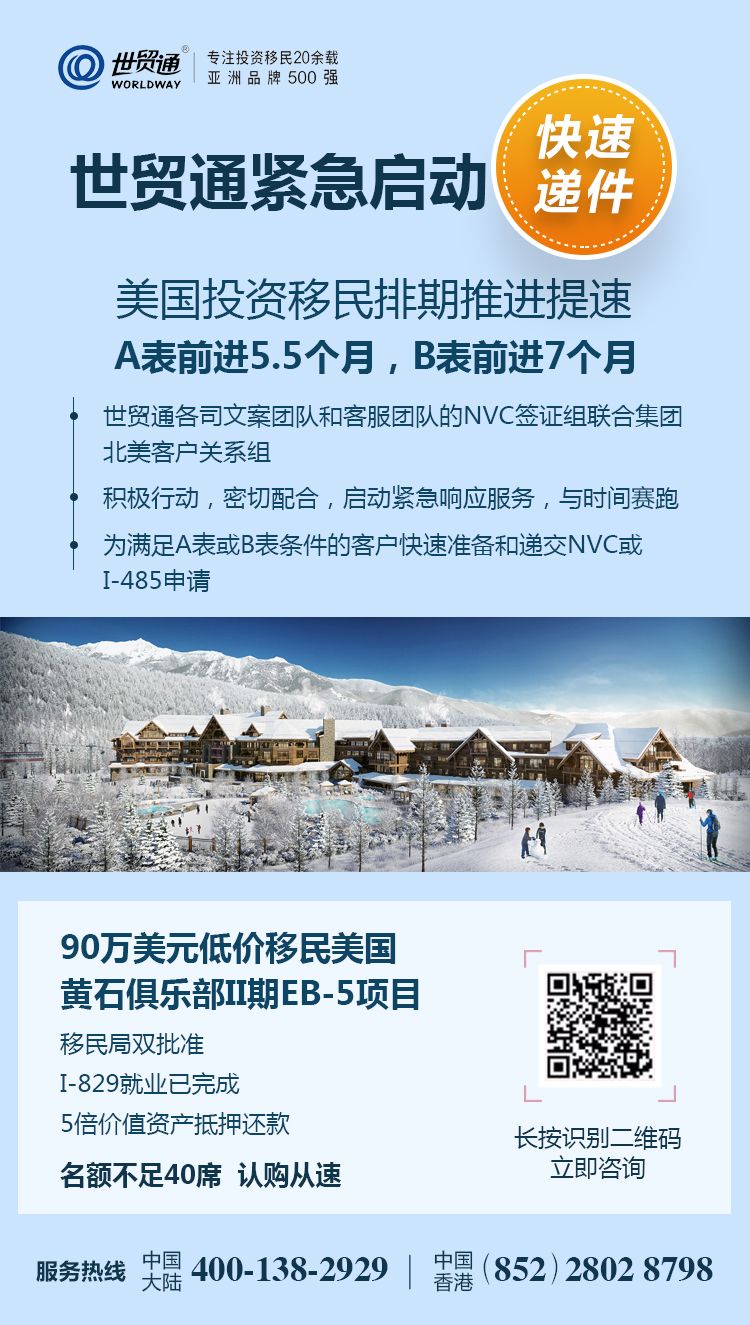 世贸通®
WORLDWAY
专注投资移民20余载
亚洲品牌500强
世贸通紧急启动
快速
递件
美国投资移民排期推进提速
A表前进5.5个月，B表前进7个月
世贸通各司文案团队和客服团队的NVC签证组联合集团
北美客户关系组
积极行动，密切配合，启动紧急响应服务，与时间赛跑
为满足A表或B表条件的客户快速准备和递交NVC或
I-485申请
90万美元低价移民美国
黄石俱乐部II期EB-5项目
移民局双批准
I-829就业已完成
5倍价值资产抵押还款
名额不足40席 认购从速
长按识别二维码
立即咨询
服务热线 中国大陆 400-138-2929 | 中国香港 (852) 2802 8798